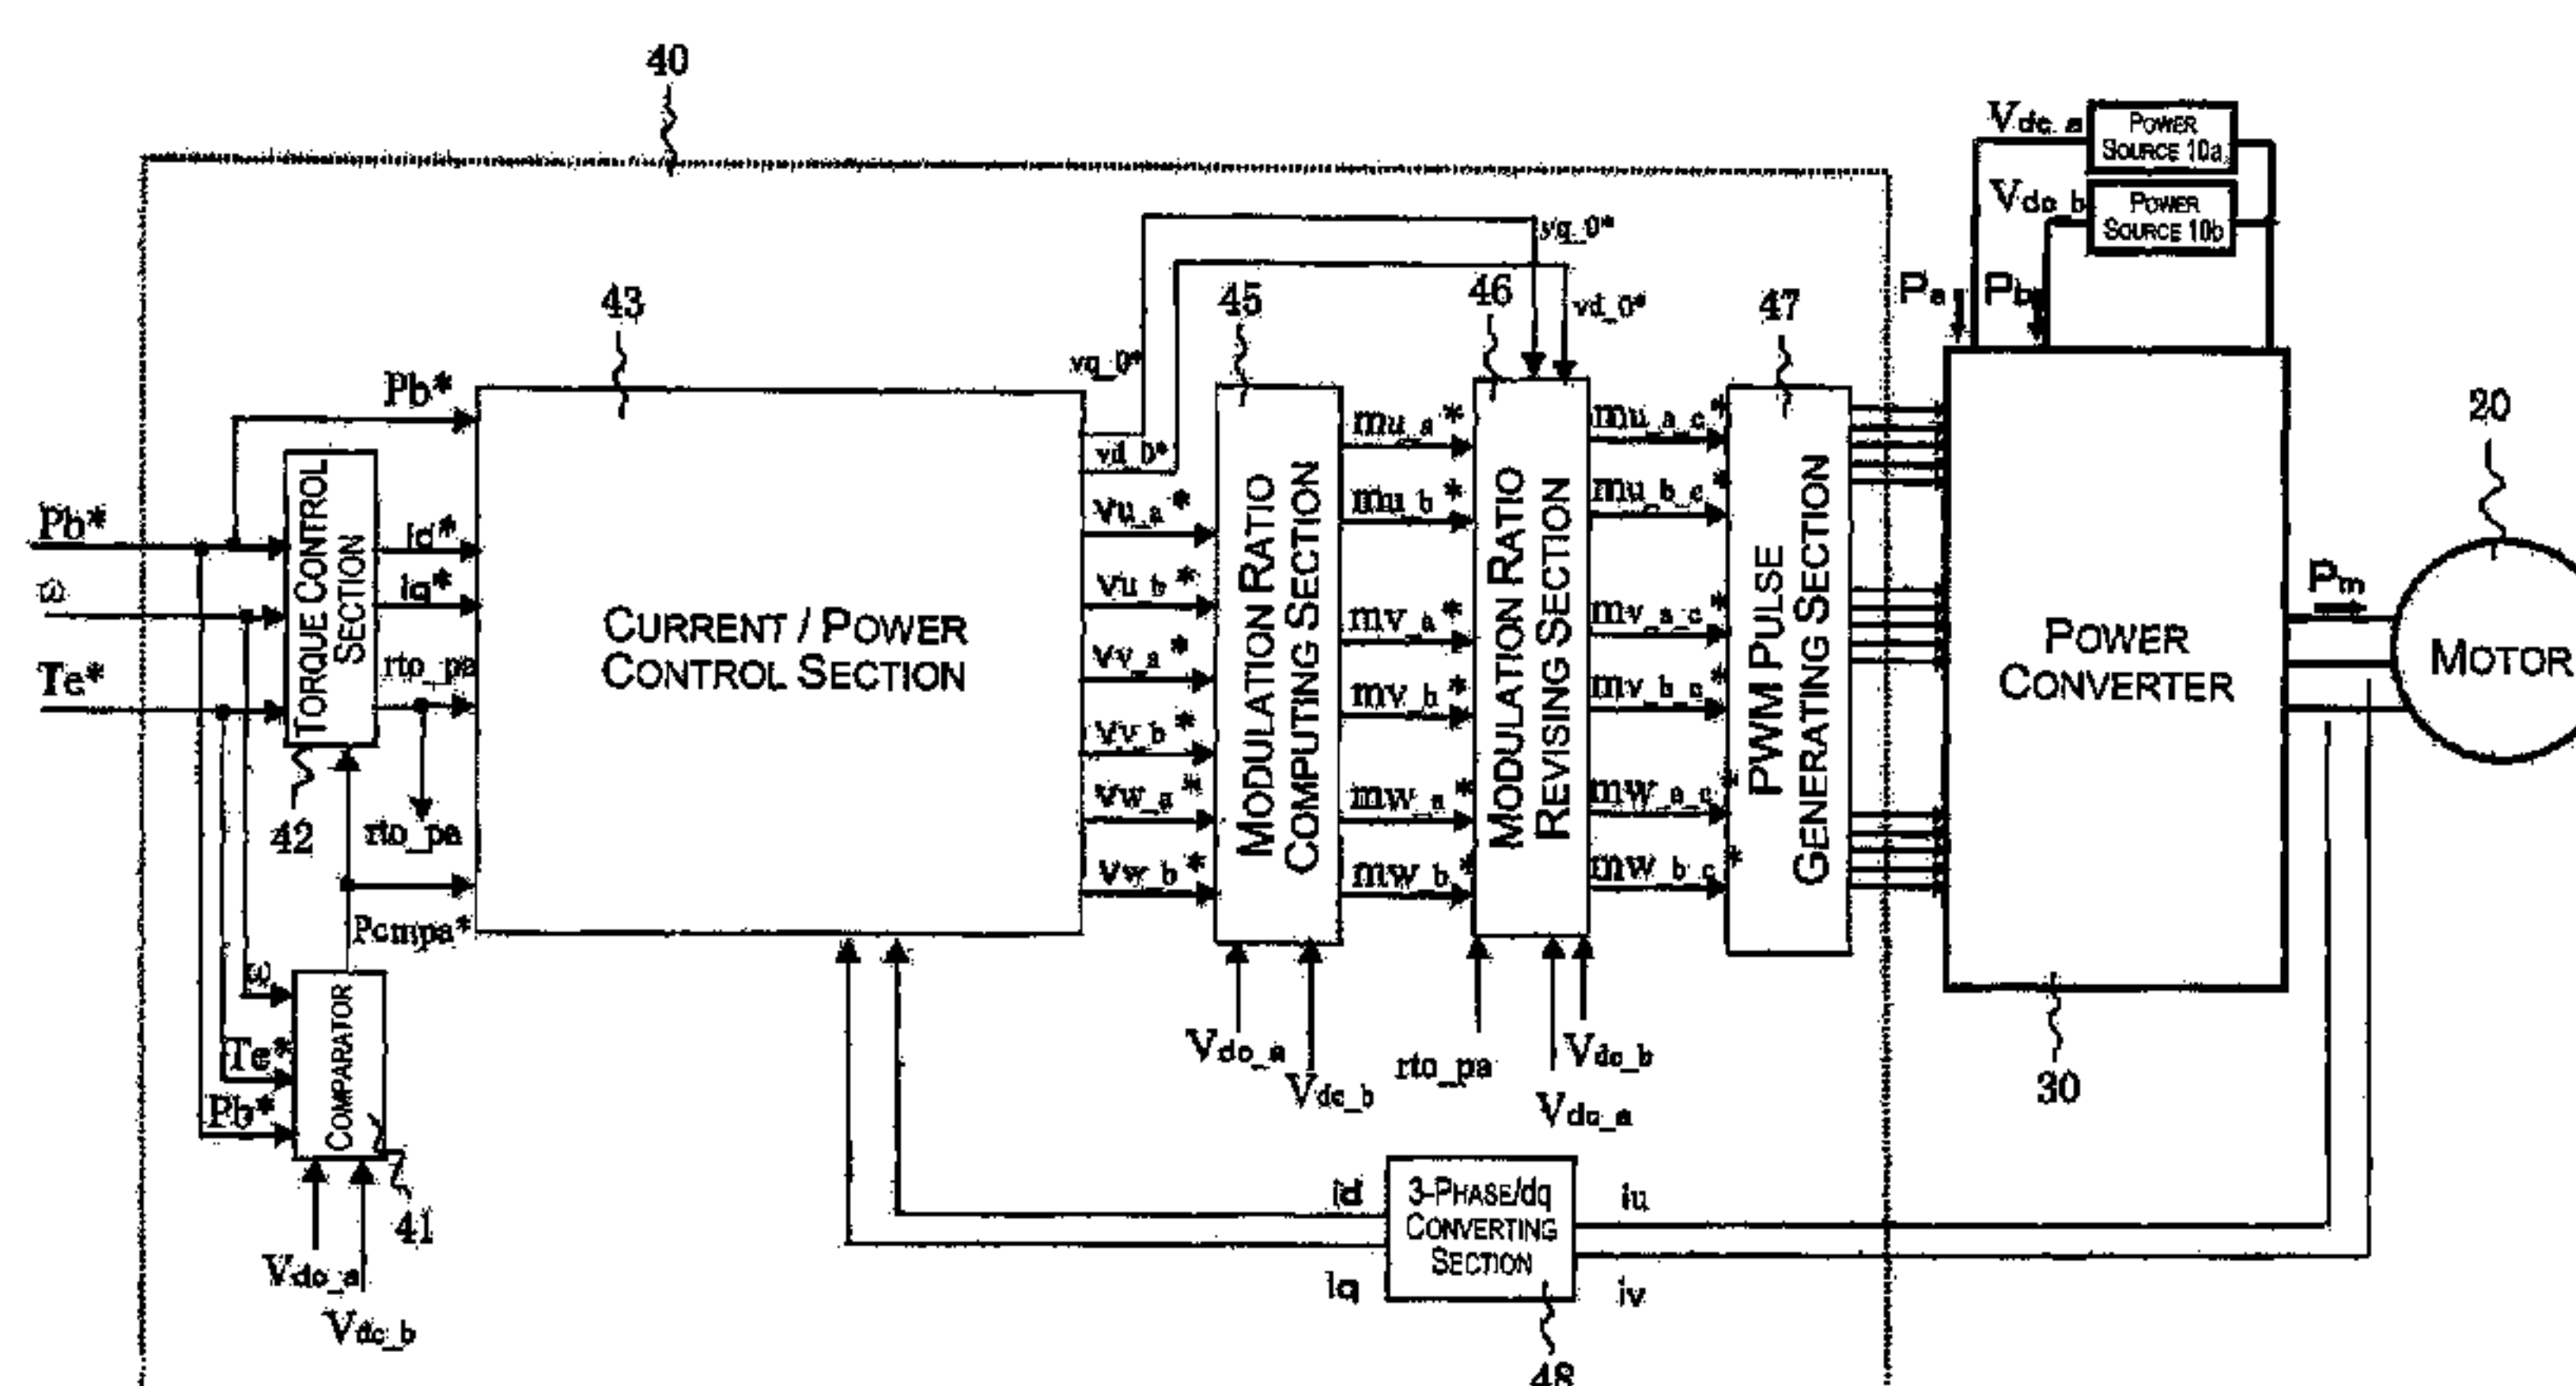 40
Vdc_a
POWER
SOURCE 10a
Vdc_b
POWER
SOURCE 10b
vq_0*
vd_0*
Pa
Pb
43
45
46
47
20
Pb*
vq_0*
vd_0*
Pb*
ω
Te*
TORQUE CONTROL
SECTION
id*
iq*
rto_pa
rto_pa
42
Pcmpa*
CURRENT / POWER
CONTROL SECTION
vu_a*
vu_b*
vv_a*
vv_b*
vw_a*
vw_b*
MODULATION RATIO
COMPUTING SECTION
mu_a*
mu_b*
mv_a*
mv_b*
mw_a*
mw_b*
MODULATION RATIO
REVISING SECTION
mu_a_c*
mu_b_c*
mv_a_c*
mv_b_c*
mw_a_c*
mw_b_c*
PWM PULSE
GENERATING SECTION
POWER
CONVERTER
Pm
MOTOR
30
ω
Te*
Pb*
COMPARATOR
41
Vdc_a
Vdc_b
Vdc_a
Vdc_b
rto_pa
Vdc_b
Vdc_a
id
iq
3-PHASE/dq
CONVERTING
SECTION
iu
iv
48